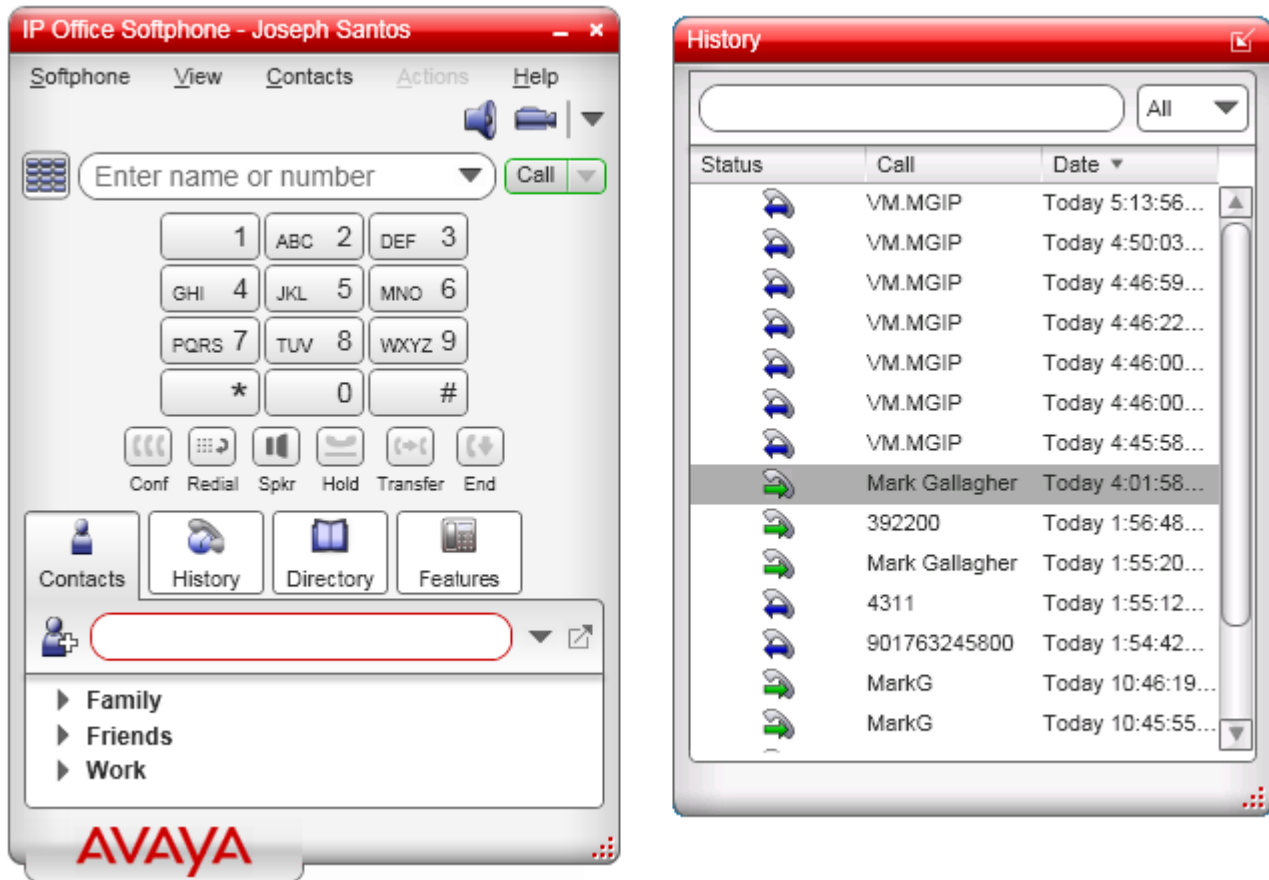 IP Office Softphone - Joseph Santos
Softphone View Contacts Actions Help
Enter name or number Call
1 ABC 2 DEF 3
GHI 4 JKL 5 MNO 6
PQRS 7 TUV 8 WXYZ 9
* 0 #
Conf Redial Spkr Hold Transfer End
Contacts History Directory Features
Family
Friends
Work
AVAYA
History
All
Status Call Date
VM.MGIP Today 5:13:56...
VM.MGIP Today 4:50:03...
VM.MGIP Today 4:46:59...
VM.MGIP Today 4:46:22...
VM.MGIP Today 4:46:00...
VM.MGIP Today 4:46:00...
VM.MGIP Today 4:45:58...
Mark Gallagher Today 4:01:58...
392200 Today 1:56:48...
Mark Gallagher Today 1:55:20...
4311 Today 1:55:12...
901763245800 Today 1:54:42...
MarkG Today 10:46:19...
MarkG Today 10:45:55...